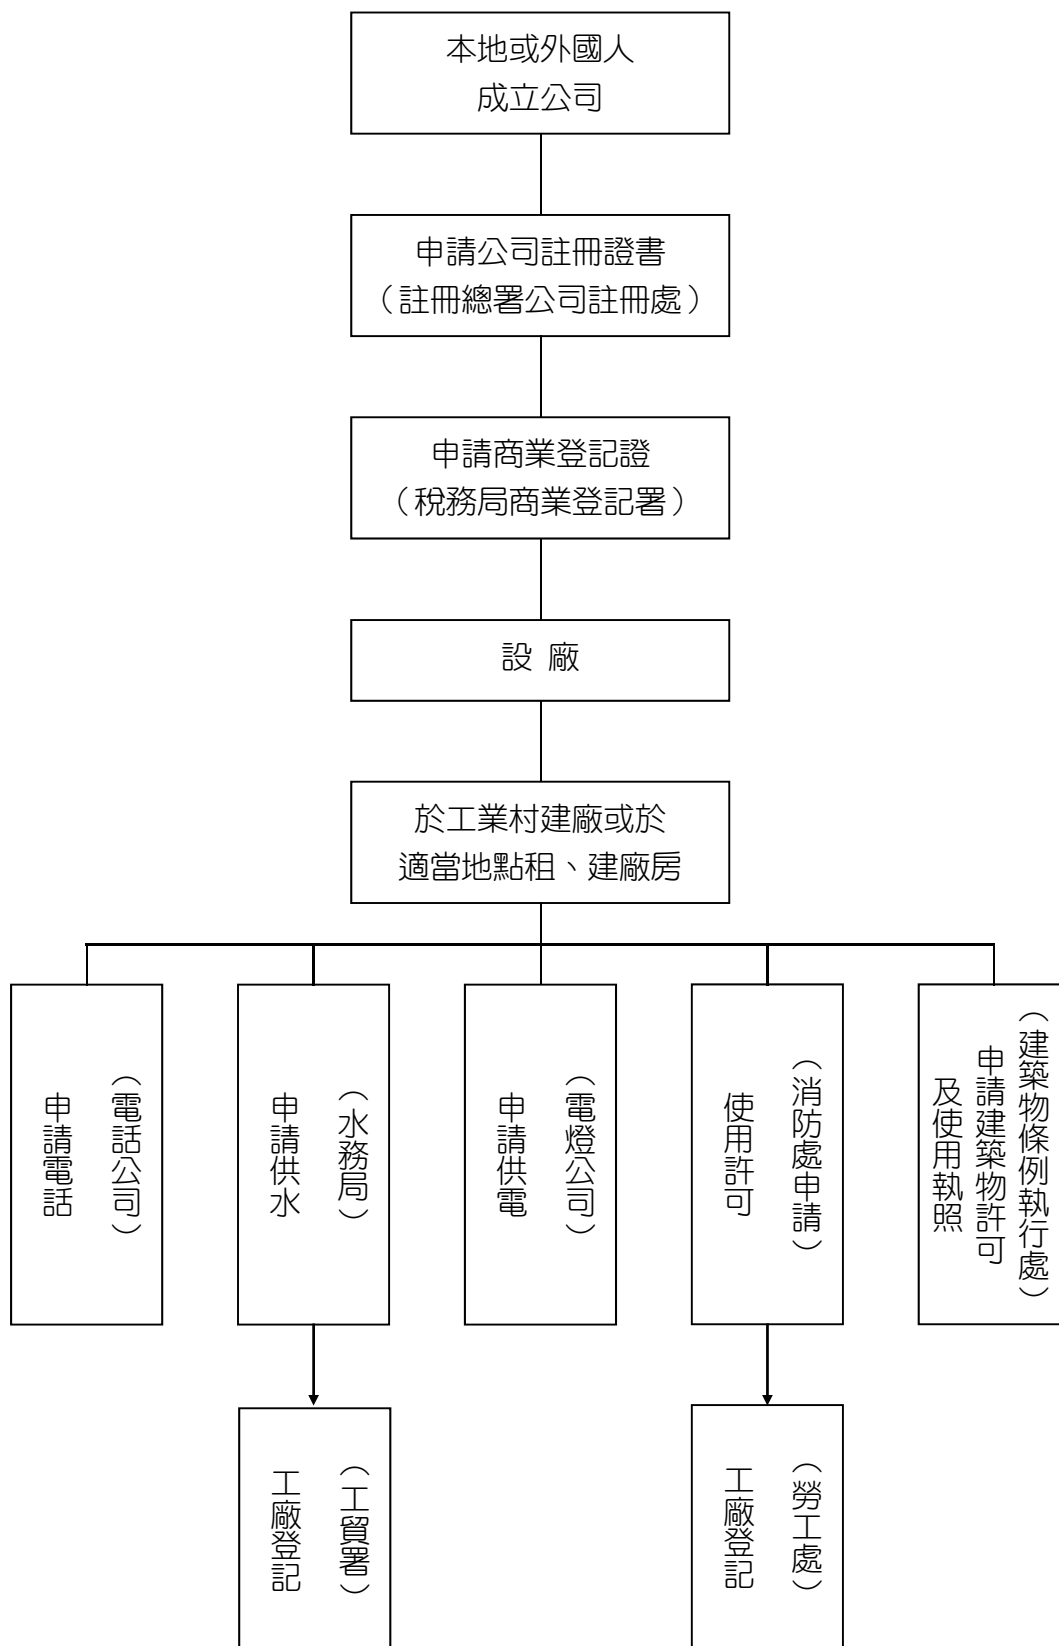 本地或外國人
成立公司
申請公司註冊證書
（註冊總署公司註冊處）
申請商業登記證
（稅務局商業登記署）
設 廠
於工業村建廠或於
適當地點租、建廠房
（電話公司）
申請電話
（水務局）
申請供水
（電燈公司）
申請供電
（消防處申請）
使用許可
（建築物條例執行處）
申請建築物許可
及使用執照
（工貿署）
工廠登記
（勞工處）
工廠登記